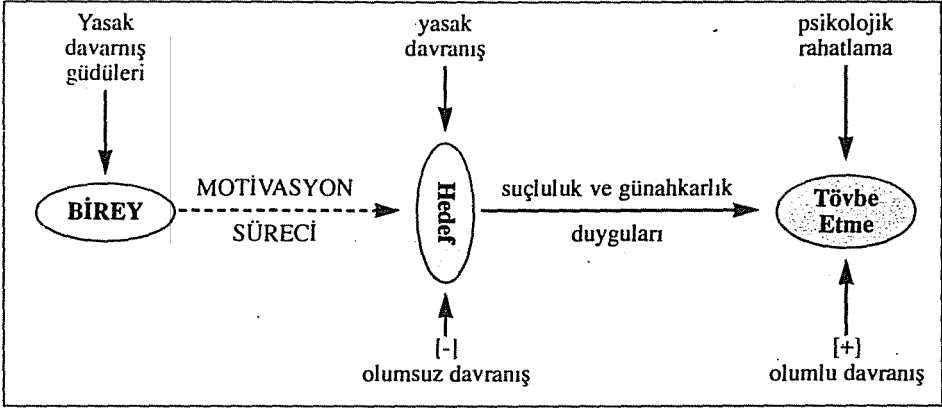 Yasak
davarnış
güdüleri
yasak
davranış
psikolojik
rahatlama
BİREY
MOTİVASYON
SÜRECİ
Hedef
suçluluk ve günahkarlık
duyguları
Tövbe
Etme
[-]
olumsuz davranış
[+]
olumlu davranış